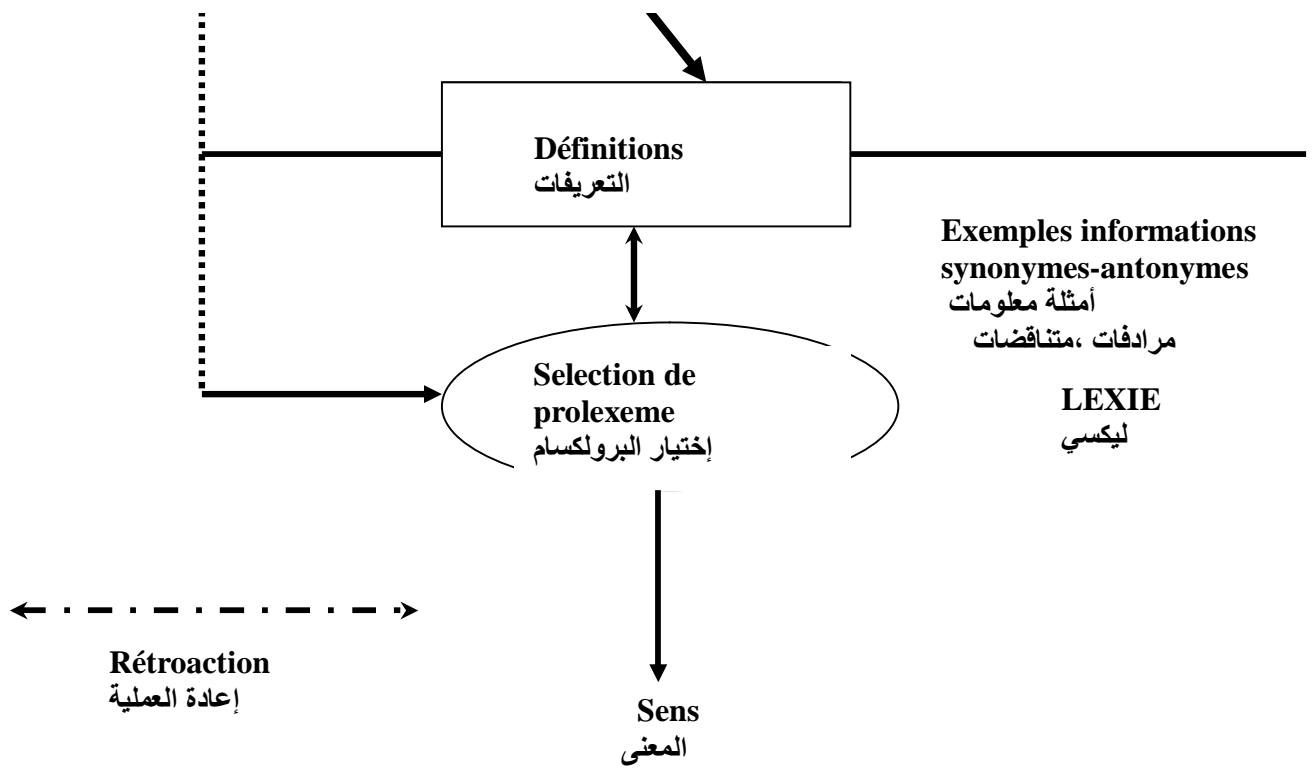 Définitions
التعريفات
Exemples informations
synonymes-antonymes
أمثلة معلومات
مرادفات ،متناقضات
Selection de
prolexeme
إختيار البرولكسام
LEXIE
ليكسي
Rétroaction
إعادة العملية
Sens
المعنى